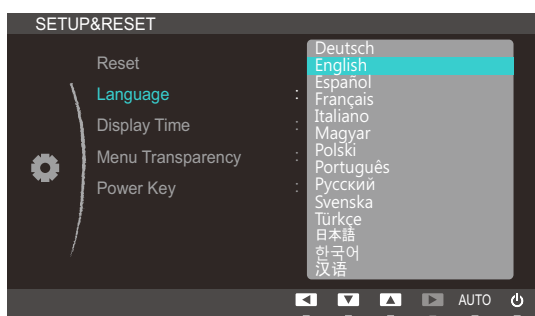 SETUP&RESET
Reset
Language :
Display Time :
Menu Transparency :
Power Key :
Deutsch
English
Español
Français
Italiano
Magyar
Polski
Português
Русский
Svenska
Türkçe
日本語
한국어
汉语
AUTO